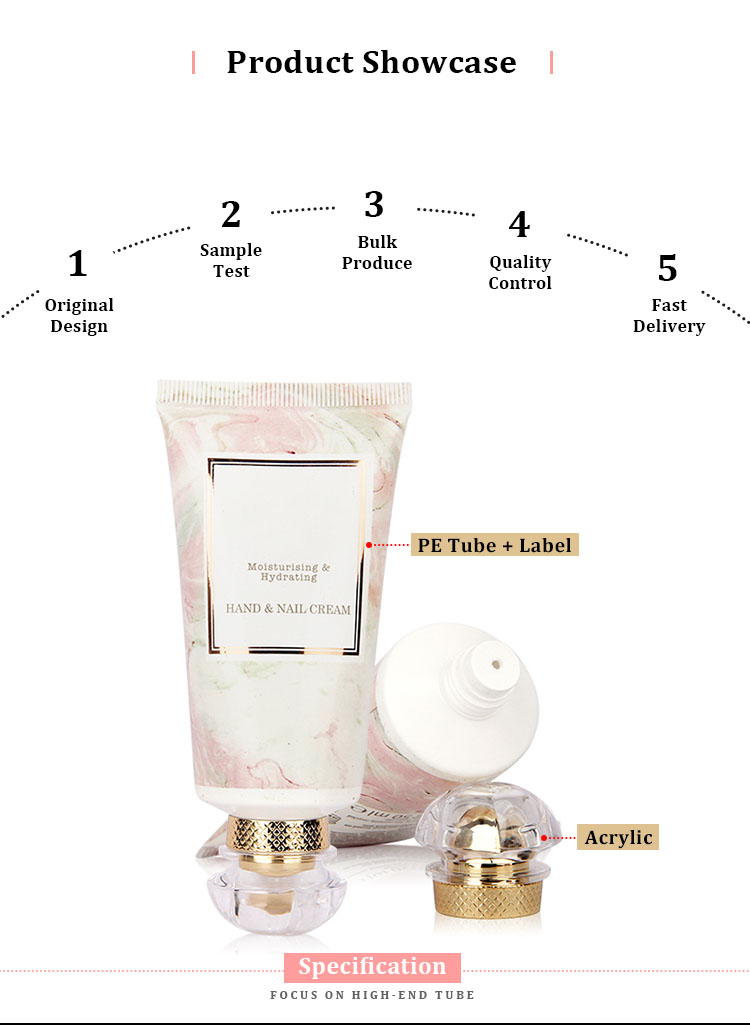 Product Showcase
1
Original
Design
2
Sample
Test
3
Bulk
Produce
4
Quality
Control
5
Fast
Delivery
Moisturising &
Hydrating
HAND & NAIL CREAM
PE Tube + Label
Acrylic
Specification
FOCUS ON HIGH-END TUBE